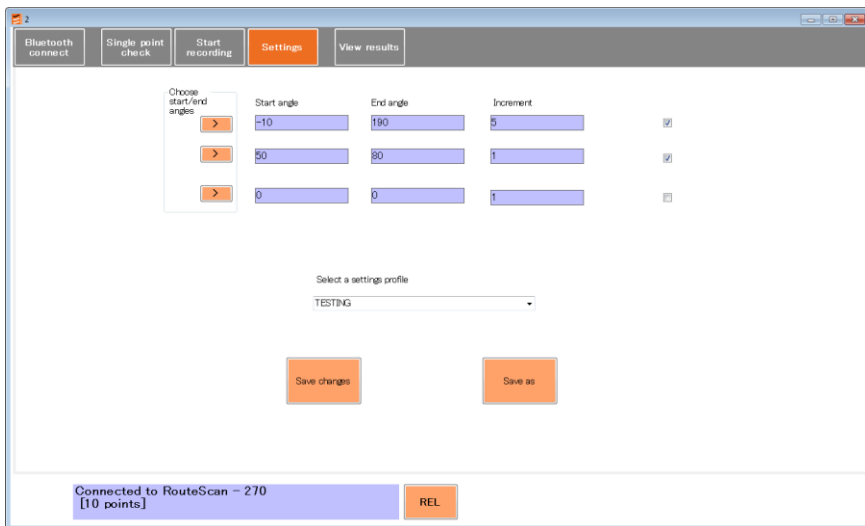 2
Bluetooth
connect
Single point
check
Start
recording
Settings
View results
Choose
start/end
angles
Start angle
End angle
Increment
>
-10
190
5
>
50
80
1
>
0
0
1
Select a settings profile
TESTING
Save changes
Save as
Connected to RouteScan - 270
[10 points]
REL